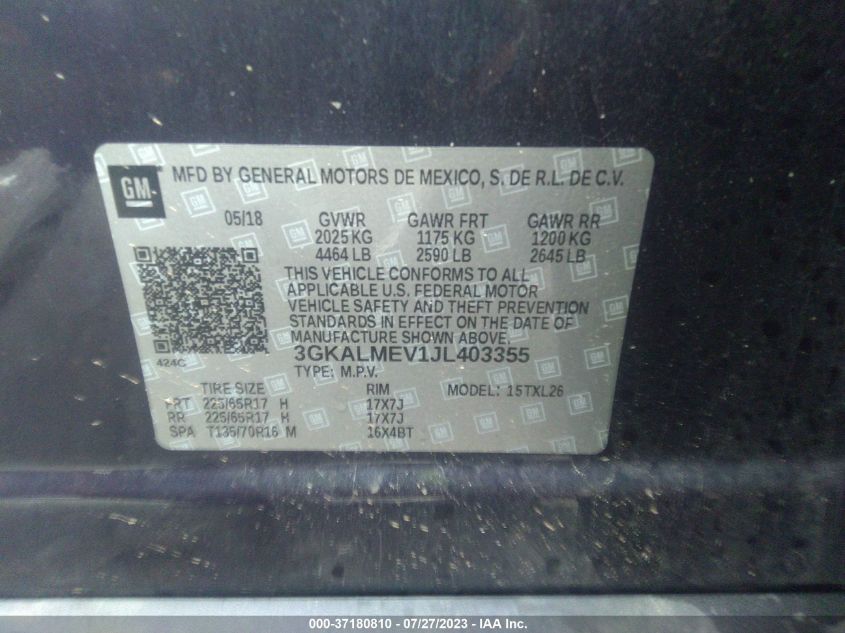 GM
MFD BY GENERAL MOTORS DE MEXICO, S. DE R.L. DE C.V.
05/18 GVWR GAWR FRT GAWR RR
2025 KG 1175 KG 1200 KG
4464 LB 2590 LB 2645 LB
THIS VEHICLE CONFORMS TO ALL
APPLICABLE U.S. FEDERAL MOTOR
VEHICLE SAFETY AND THEFT PREVENTION
STANDARDS IN EFFECT ON THE DATE OF
MANUFACTURE SHOWN ABOVE.
424C 3GKALMEV1JL403355
TYPE: M.P.V.
TIRE SIZE RIM MODEL: 15TXL26
FRT 225/65R17 H 17X7J
RR 225/65R17 H 17X7J
SPA T135/70R16 M 16X4BT
000-37180810 | 07/27/2023 - IAA Inc.